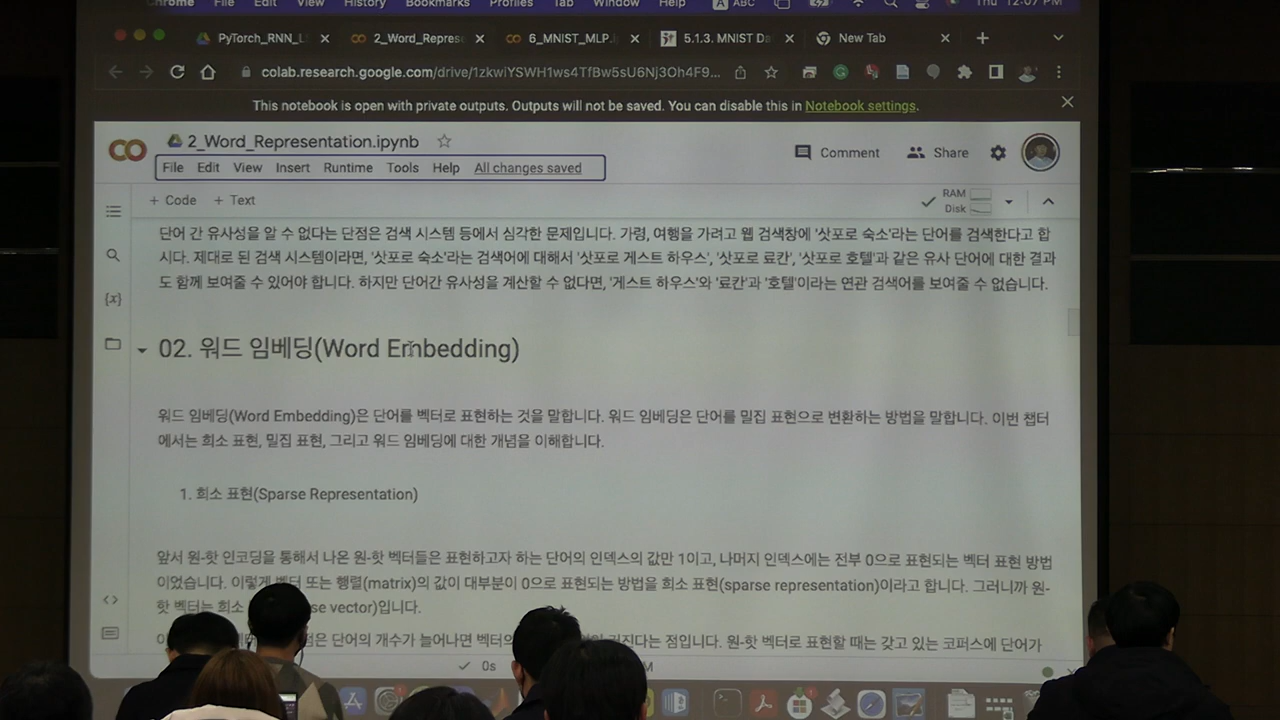 Chrome File Edit View History Bookmarks Profiles Tab Window Help A ABC Thu 12:07 PM
PyTorch_RNN_L 2_Word_Represe 6_MNIST_MLP.i 5.1.3. MNIST Da New Tab
colab.research.google.com/drive/1zkwiYSWH1ws4TfBw5sU6Nj3Oh4F9...
This notebook is open with private outputs. Outputs will not be saved. You can disable this in Notebook settings.
2_Word_Representation.ipynb
Comment Share
File Edit View Insert Runtime Tools Help All changes saved
+ Code + Text
RAM
Disk
단어 간 유사성을 알 수 없다는 단점은 검색 시스템 등에서 심각한 문제입니다. 가령, 여행을 가려고 웹 검색창에 '삿포로 숙소'라는 단어를 검색한다고 합
시다. 제대로 된 검색 시스템이라면, '삿포로 숙소'라는 검색어에 대해서 '삿포로 게스트 하우스', '삿포로 료칸', '삿포로 호텔'과 같은 유사 단어에 대한 결과
도 함께 보여줄 수 있어야 합니다. 하지만 단어간 유사성을 계산할 수 없다면, '게스트 하우스'와 '료칸'과 '호텔'이라는 연관 검색어를 보여줄 수 없습니다.
{x}
02. 워드 임베딩(Word Embedding)
워드 임베딩(Word Embedding)은 단어를 벡터로 표현하는 것을 말합니다. 워드 임베딩은 단어를 밀집 표현으로 변환하는 방법을 말합니다. 이번 챕터
에서는 희소 표현, 밀집 표현, 그리고 워드 임베딩에 대한 개념을 이해합니다.
1. 희소 표현(Sparse Representation)
앞서 원-핫 인코딩을 통해서 나온 원-핫 벡터들은 표현하고자 하는 단어의 인덱스의 값만 1이고, 나머지 인덱스에는 전부 0으로 표현되는 벡터 표현 방법
이었습니다. 이렇게 벡터 또는 행렬(matrix)의 값이 대부분이 0으로 표현되는 방법을 희소 표현(sparse representation)이라고 합니다. 그러니까 원-
핫 벡터는 희소 se vector)입니다.
점은 단어의 개수가 늘어나면 벡터의 커진다는 점입니다. 원-핫 벡터로 표현할 때는 갖고 있는 코퍼스에 단어가
0s